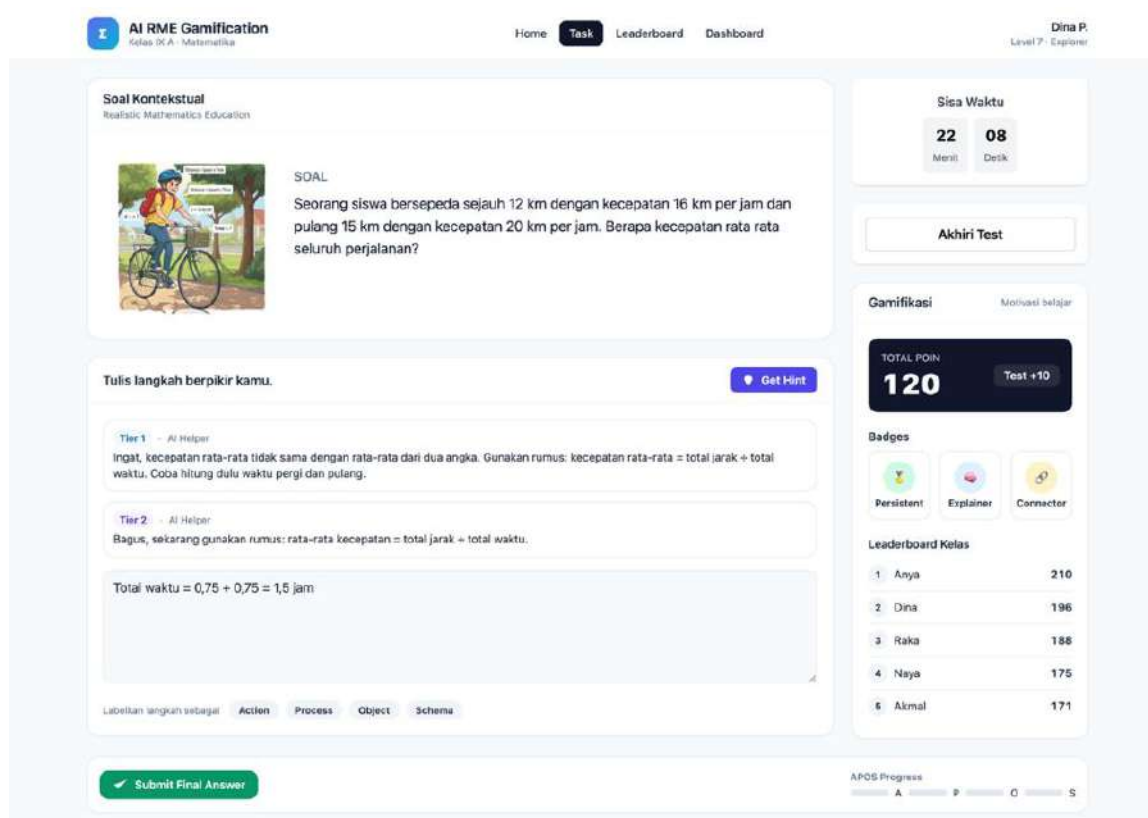 Σ
AI RME Gamification
Kelas IX A - Matematika
Home Task Leaderboard Dashboard
Dina P.
Level 7 · Explorer
Soal Kontekstual
Realistic Mathematics Education
SOAL
Seorang siswa bersepeda sejauh 12 km dengan kecepatan 16 km per jam dan
pulang 15 km dengan kecepatan 20 km per jam. Berapa kecepatan rata rata
seluruh perjalanan?
Tulis langkah berpikir kamu.
Get Hint
Tier 1 - AI Helper
Ingat, kecepatan rata-rata tidak sama dengan rata-rata dari dua angka. Gunakan rumus: kecepatan rata-rata = total jarak ÷ total
waktu. Coba hitung dulu waktu pergi dan pulang.
Tier 2 - AI Helper
Bagus, sekarang gunakan rumus: rata-rata kecepatan = total jarak ÷ total waktu.
Total waktu = 0,75 + 0,75 = 1,5 jam
Labelkan langkah sebagai Action Process Object Schema
Submit Final Answer
Sisa Waktu
22 08
Menit Detik
Akhiri Test
Gamifikasi Motivasi belajar
TOTAL POIN
120
Test +10
Badges
Persistent Explainer Connector
Leaderboard Kelas
1 Anya 210
2 Dina 196
3 Raka 188
4 Naya 175
5 Akmal 171
APOS Progress
A P O S